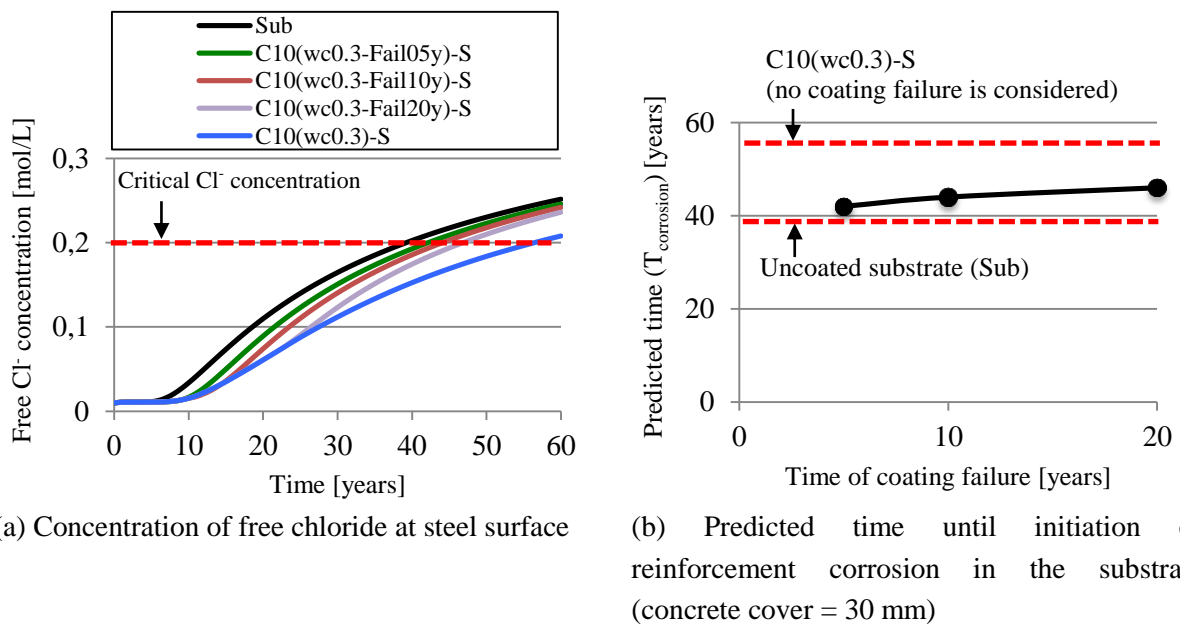 Sub
C10(wc0.3-Fail05y)-S
C10(wc0.3-Fail10y)-S
C10(wc0.3-Fail20y)-S
C10(wc0.3)-S
Free Cl⁻ concentration [mol/L]
0,3
0,2
0,1
0
Critical Cl⁻ concentration
0 10 20 30 40 50 60
Time [years]
(a) Concentration of free chloride at steel surface
C10(wc0.3)-S
(no coating failure is considered)
Predicted time (T_corrosion) [years]
60
40
20
0
Uncoated substrate (Sub)
0 10 20
Time of coating failure [years]
(b) Predicted time until initiation
reinforcement corrosion in the substra
(concrete cover = 30 mm)